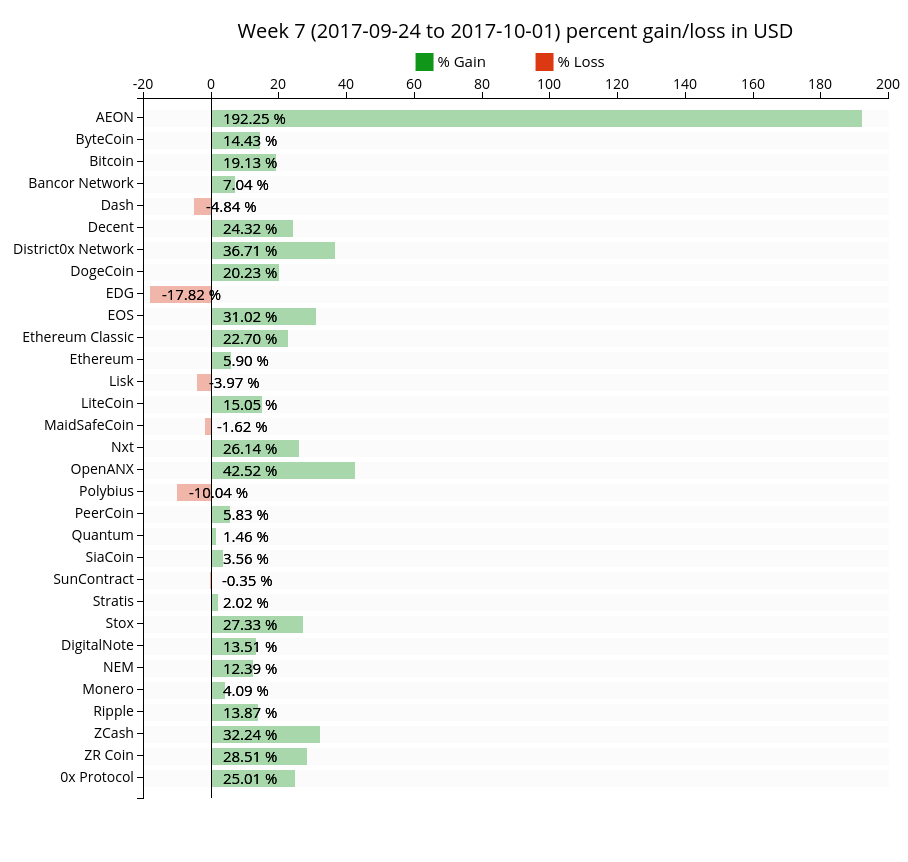 Week 7 (2017-09-24 to 2017-10-01) percent gain/loss in USD
% Gain % Loss
-20 0 20 40 60 80 100 120 140 160 180 200
AEON 192.25 %
ByteCoin 14.43 %
Bitcoin 19.13 %
Bancor Network 7.04 %
Dash -4.84 %
Decent 24.32 %
District0x Network 36.71 %
DogeCoin 20.23 %
EDG -17.82 %
EOS 31.02 %
Ethereum Classic 22.70 %
Ethereum 5.90 %
Lisk -3.97 %
LiteCoin 15.05 %
MaidSafeCoin -1.62 %
Nxt 26.14 %
OpenANX 42.52 %
Polybius -10.04 %
PeerCoin 5.83 %
Quantum 1.46 %
SiaCoin 3.56 %
SunContract -0.35 %
Stratis 2.02 %
Stox 27.33 %
DigitalNote 13.51 %
NEM 12.39 %
Monero 4.09 %
Ripple 13.87 %
ZCash 32.24 %
ZR Coin 28.51 %
0x Protocol 25.01 %